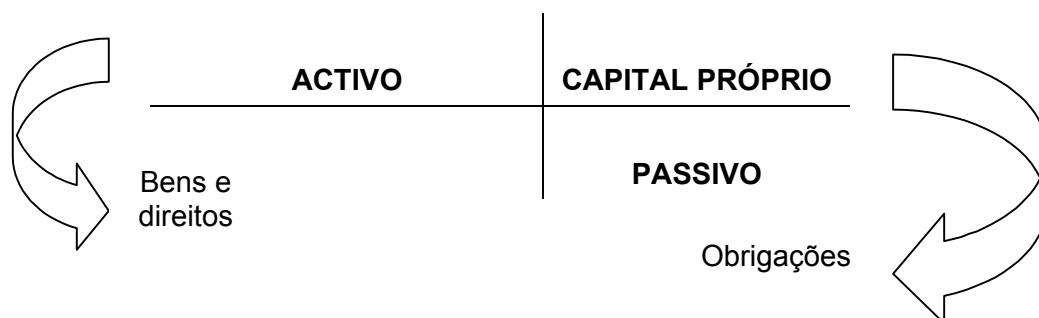 ACTIVO CAPITAL PRÓPRIO
PASSIVO
Bens e
direitos
Obrigações